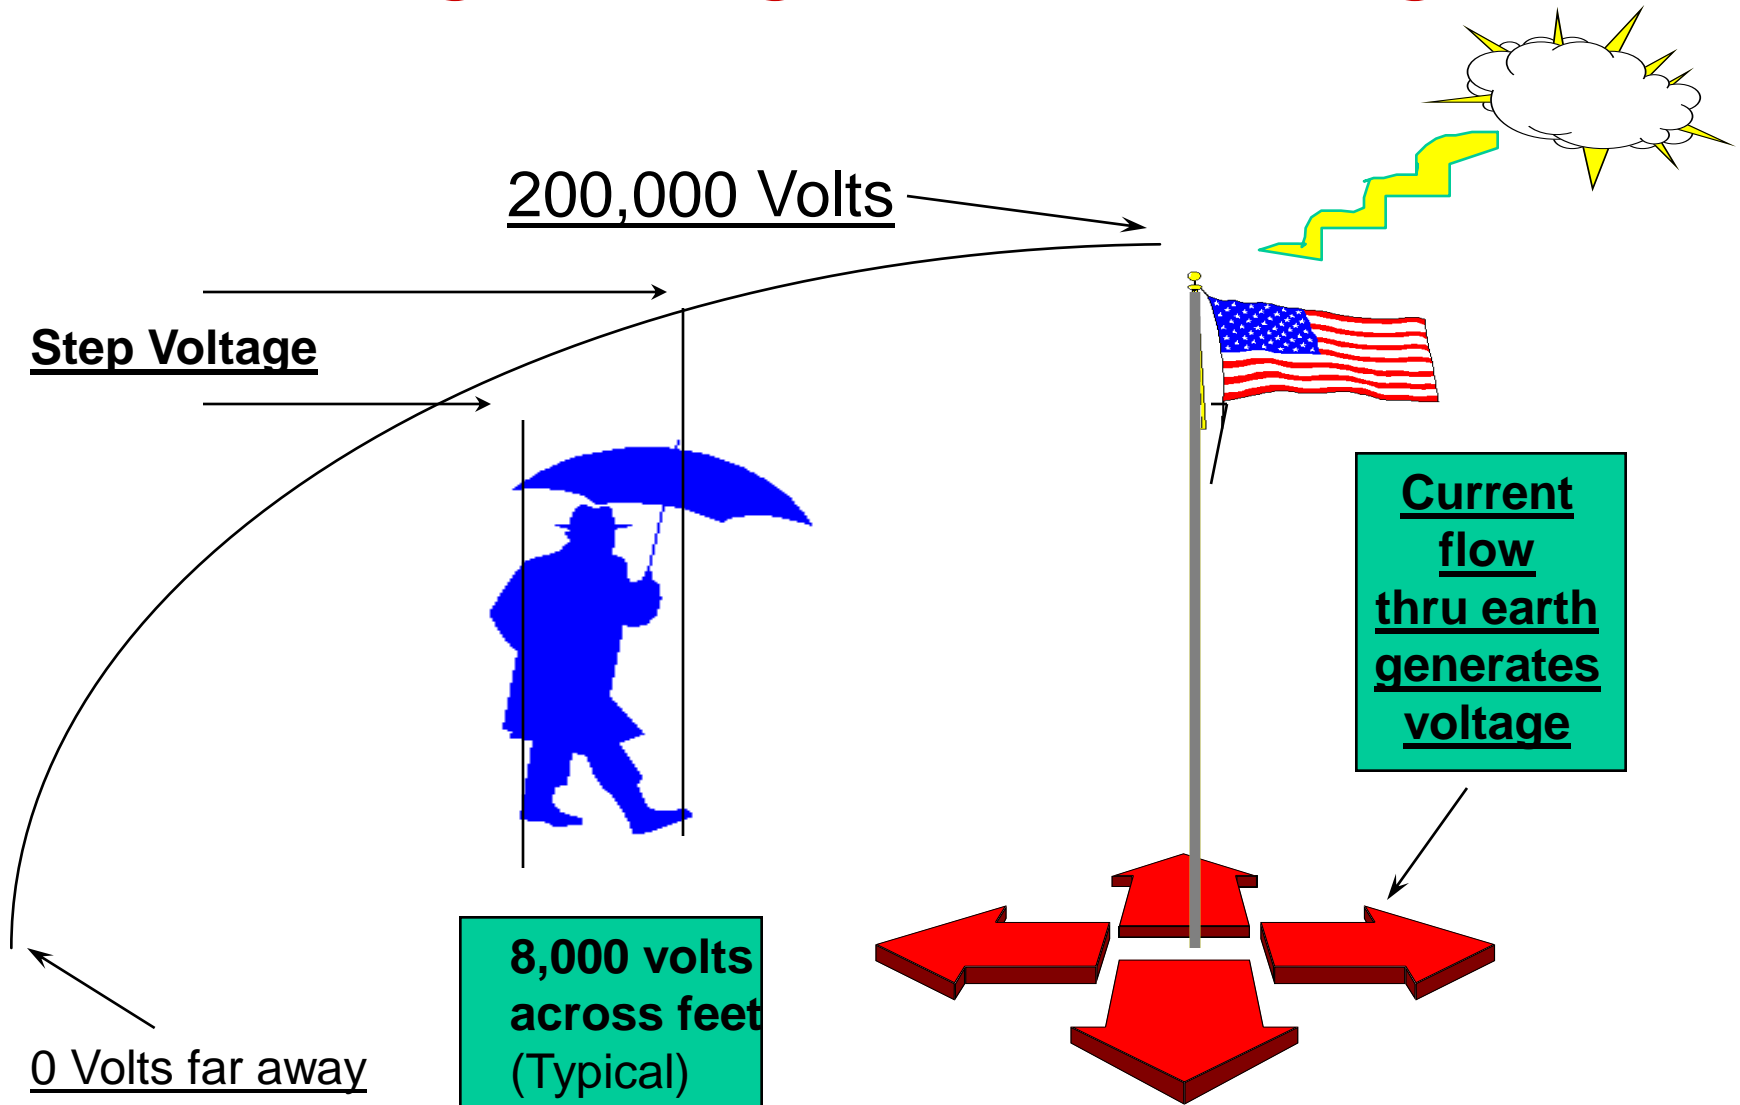 200,000 Volts
Step Voltage
Current
flow
thru earth
generates
voltage
8,000 volts
across feet
(Typical)
0 Volts far away